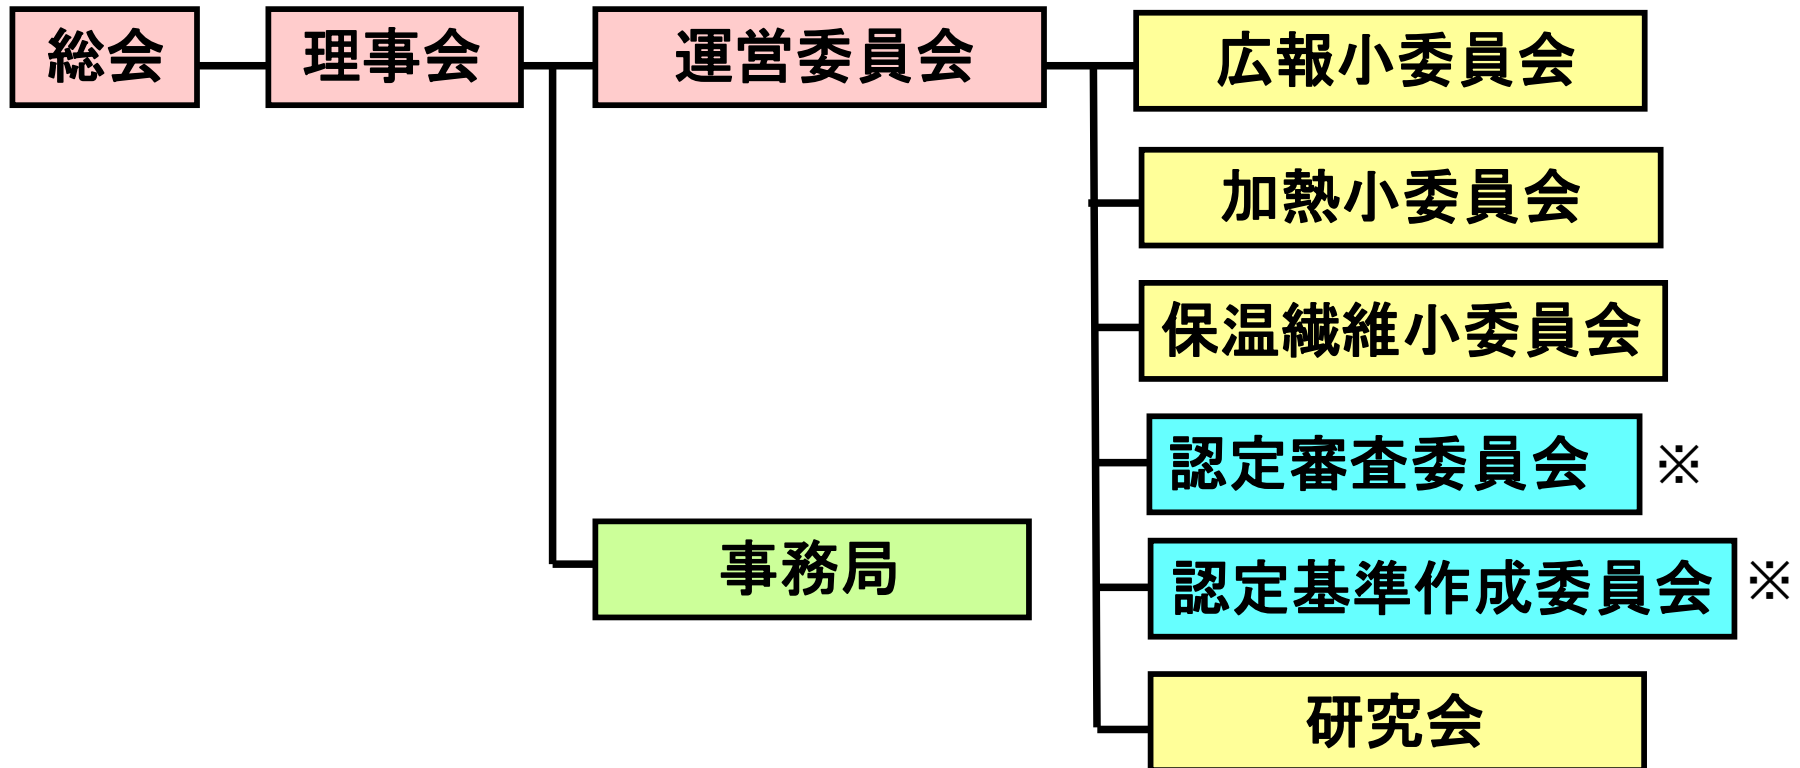 総会
理事会
運営委員会
広報小委員会
加熱小委員会
保温繊維小委員会
認定審査委員会 ※
認定基準作成委員会 ※
事務局
研究会